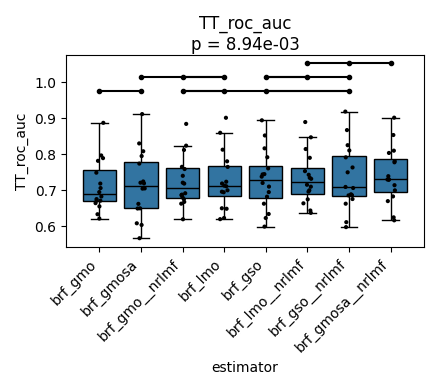 TT_roc_auc
p = 8.94e-03
TT_roc_auc
1.0
0.9
0.8
0.7
0.6
brf_gmo
brf_gmosa
brf_gmo__nrlmf
brf_lmo
brf_gso
brf_lmo__nrlmf
brf_gso__nrlmf
brf_gmosa__nrlmf
estimator